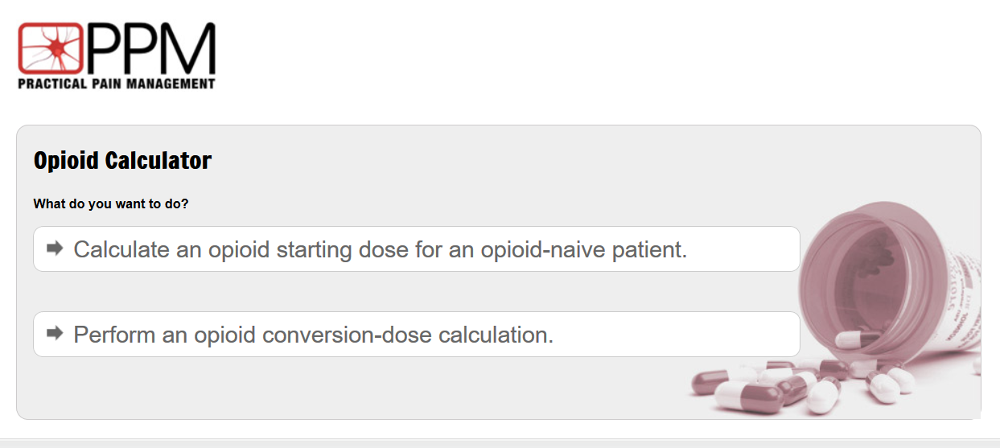 PPM
PRACTICAL PAIN MANAGEMENT
Opioid Calculator
What do you want to do?
Calculate an opioid starting dose for an opioid-naive patient.
Perform an opioid conversion-dose calculation.